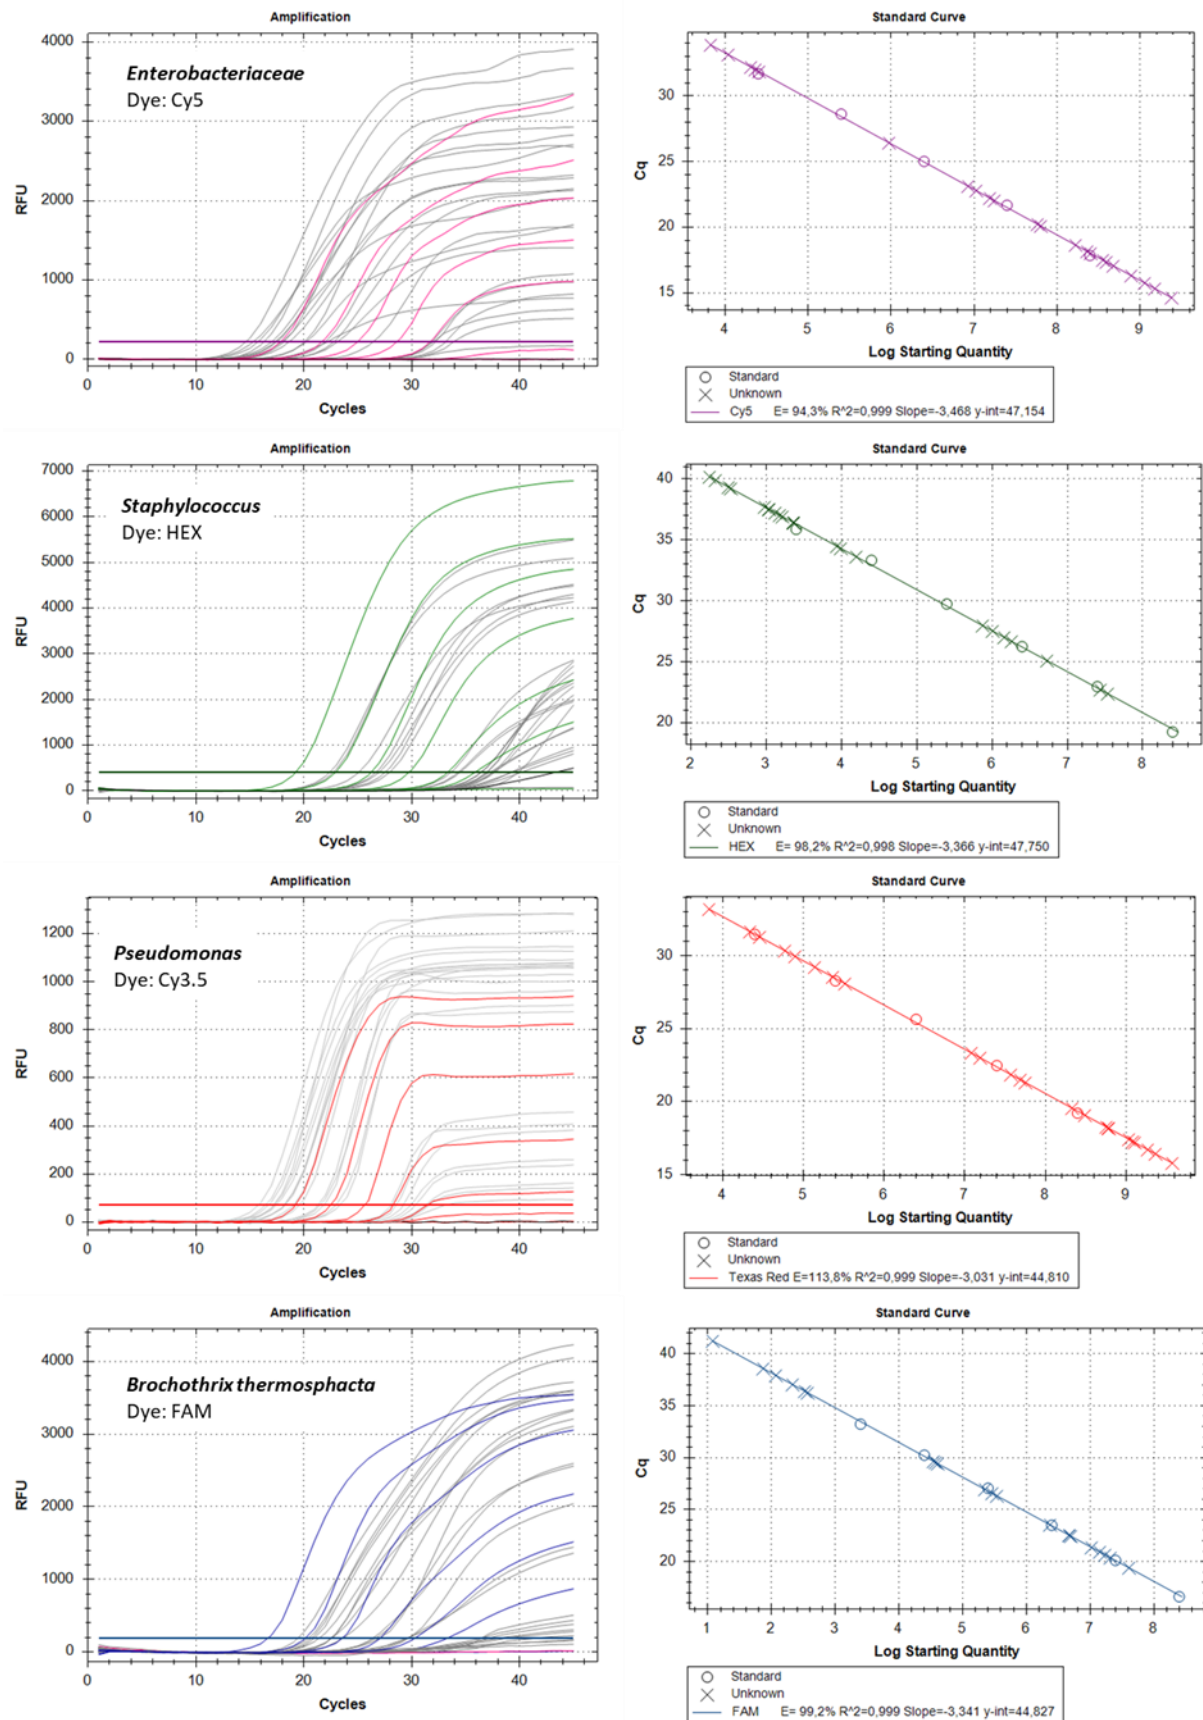 Amplification
4000
3000
2000
1000
0
RFU
Enterobacteriaceae
Dye: Cy5
0 10 20 30 40
Cycles
Standard Curve
30
25
20
15
Cq
4 5 6 7 8 9
Log Starting Quantity
Standard
Unknown
Cy5 E= 94,3% R^2=0,999 Slope=-3,468 y-int=47,154
Amplification
7000
6000
5000
4000
3000
2000
1000
0
RFU
Staphylococcus
Dye: HEX
0 10 20 30 40
Cycles
Standard Curve
40
35
30
25
20
Cq
2 3 4 5 6 7 8
Log Starting Quantity
Standard
Unknown
HEX E= 98,2% R^2=0,998 Slope=-3,366 y-int=47,750
Amplification
1200
1000
800
600
400
200
0
RFU
Pseudomonas
Dye: Cy3.5
0 10 20 30 40
Cycles
Standard Curve
30
25
20
15
Cq
4 5 6 7 8 9
Log Starting Quantity
Standard
Unknown
Texas Red E=113,8% R^2=0,999 Slope=-3,031 y-int=44,810
Amplification
4000
3000
2000
1000
0
RFU
Brochothrix thermosphacta
Dye: FAM
0 10 20 30 40
Cycles
Standard Curve
40
35
30
25
20
Cq
1 2 3 4 5 6 7 8
Log Starting Quantity
Standard
Unknown
FAM E= 99,2% R^2=0,999 Slope=-3,341 y-int=44,827